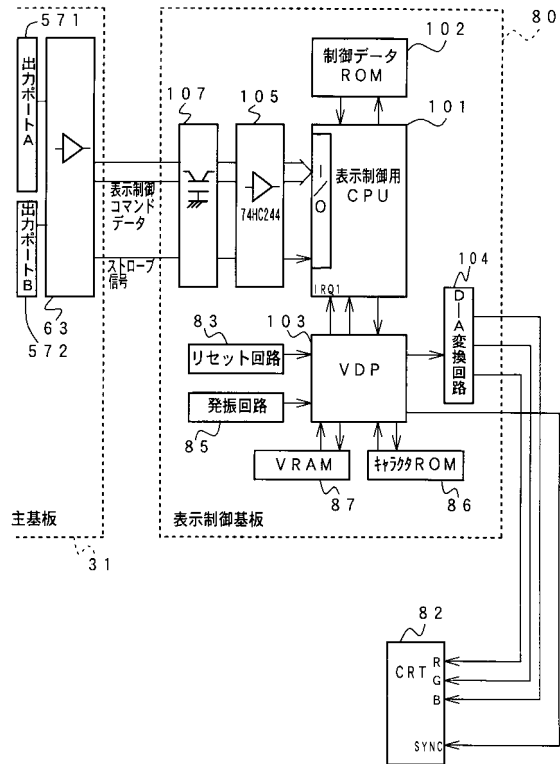 571
80
102
107
105
制御データ
ROM
101
出力ポートA
I/O
表示制御用
CPU
74HC244
表示制御
コマンド
データ
出力ポートB
ストローブ
信号
IRQ1
104
63
572
83
103
D-A変換回路
リセット回路
VDP
発振回路
85
VRAM
キャラクタROM
87
86
主基板
表示制御基板
31
82
CRT
R
G
B
SYNC